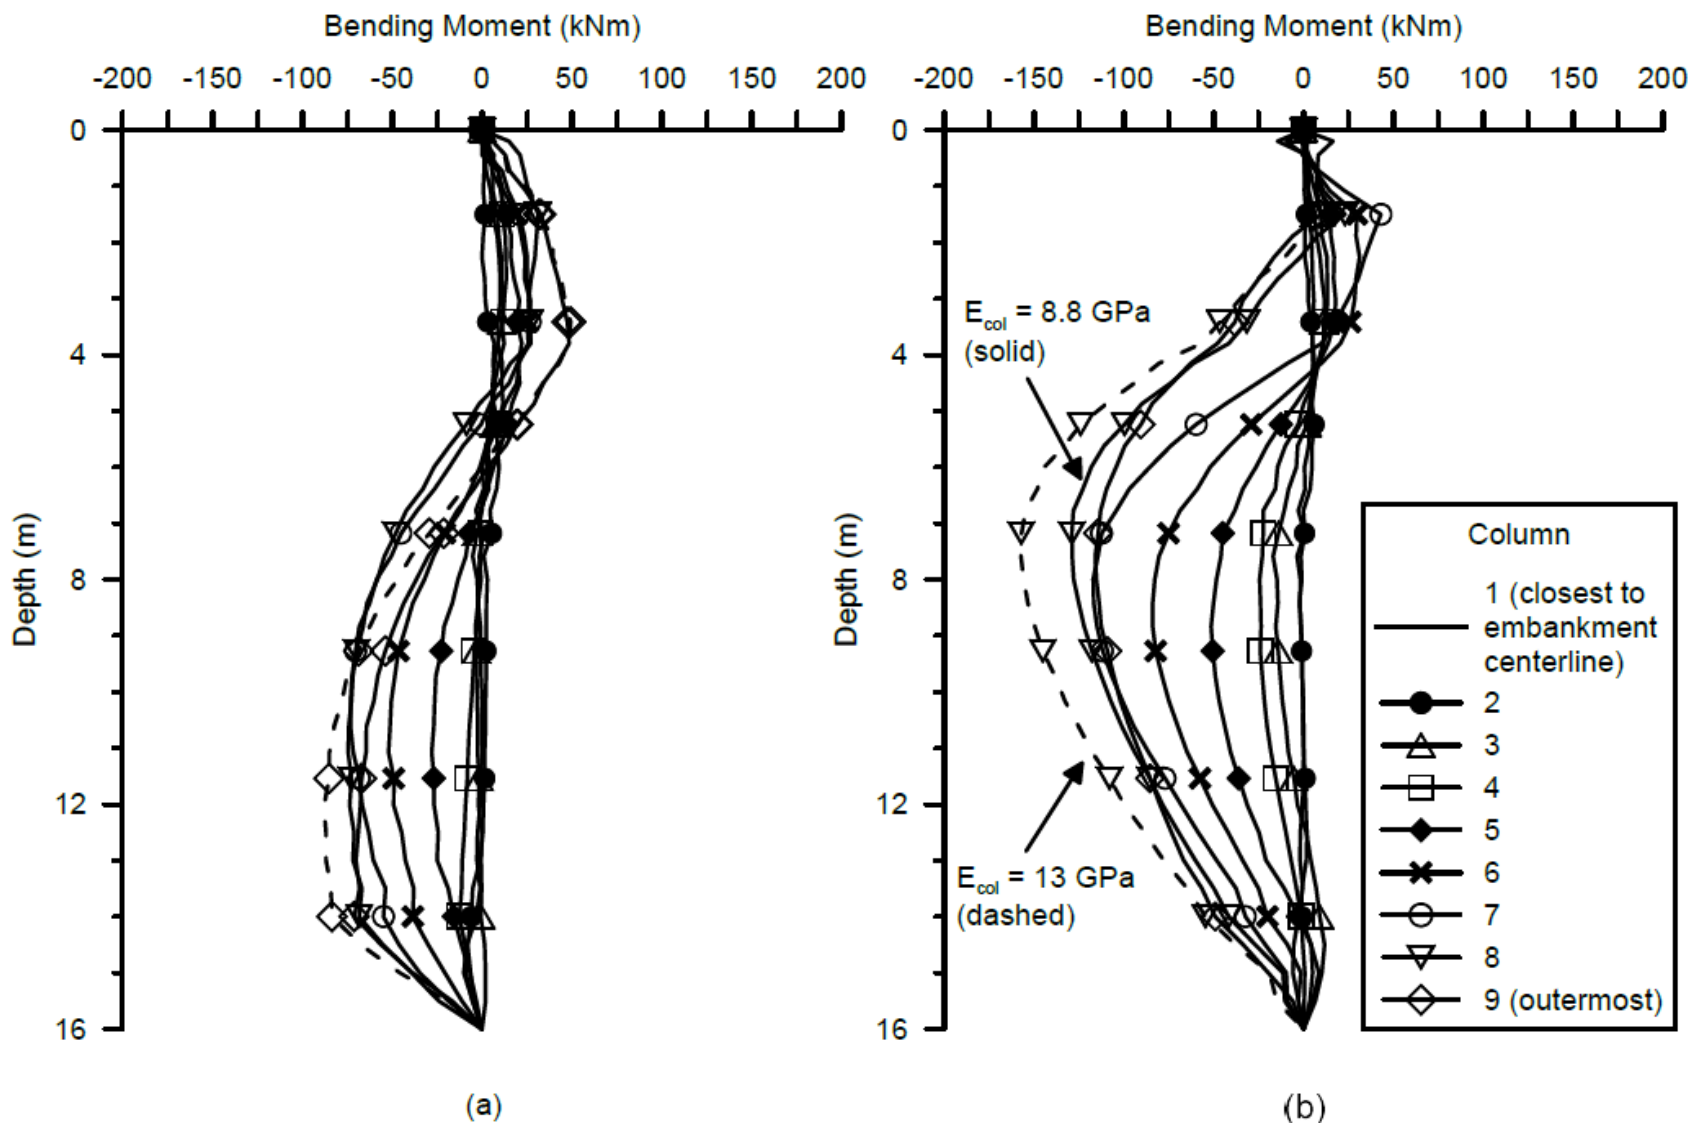 Bending Moment (kNm)
-200 -150 -100 -50 0 50 100 150 200
0
4
8
12
16
Depth (m)
(a)
Bending Moment (kNm)
-200 -150 -100 -50 0 50 100 150 200
0
4
8
12
16
Depth (m)
E_col = 8.8 GPa
(solid)
E_col = 13 GPa
(dashed)
Column
1 (closest to
embankment
centerline)
2
3
4
5
6
7
8
9 (outermost)
(b)